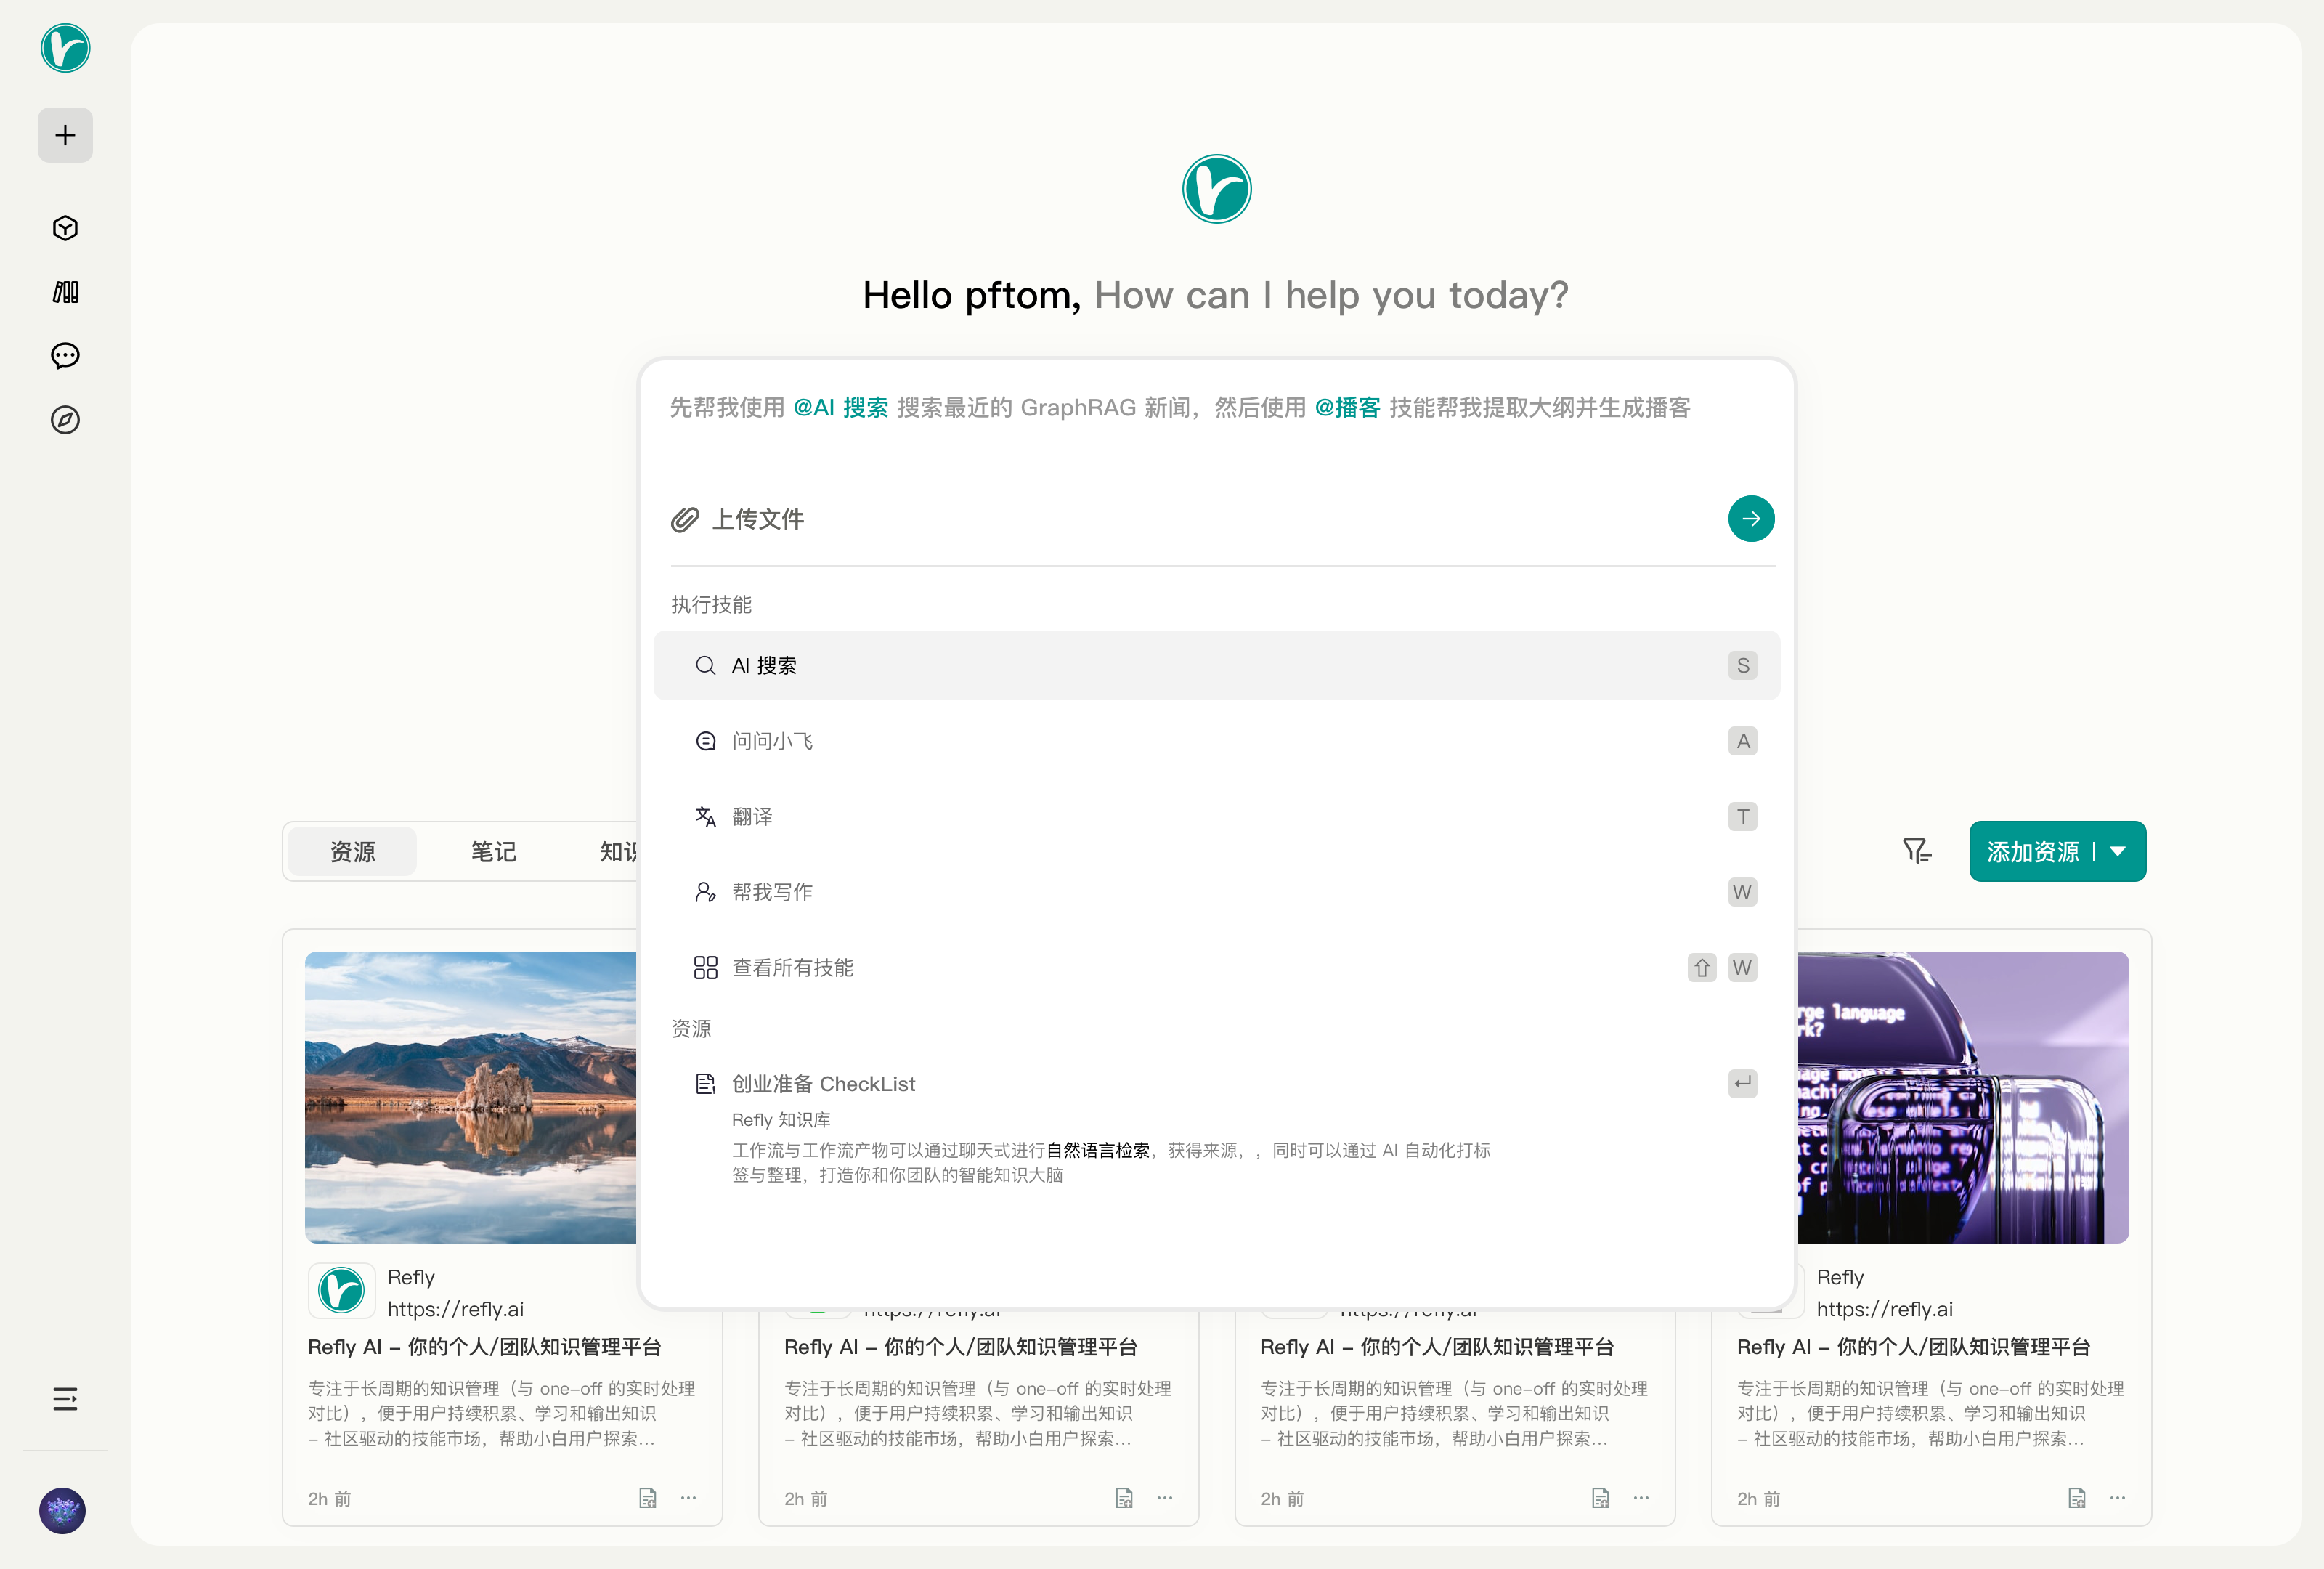 Hello pftom, How can I help you today?
先帮我使用 @AI 搜索 搜索最近的 GraphRAG 新闻，然后使用 @播客 技能帮我提取大纲并生成播客
上传文件
执行技能
AI 搜索 S
问问小飞 A
翻译 T
帮我写作 W
查看所有技能 W
资源
创业准备 CheckList
Refly 知识库
工作流与工作流产物可以通过聊天式进行自然语言检索，获得来源，，同时可以通过 AI 自动化打标
签与整理，打造你和你团队的智能知识大脑
资源 笔记 知识
添加资源
rge language
rk?
Refly
https://refly.ai
Refly AI – 你的个人/团队知识管理平台
专注于长周期的知识管理（与 one-off 的实时处理
对比），便于用户持续积累、学习和输出知识
– 社区驱动的技能市场，帮助小白用户探索...
2h 前
https://refly.ai
Refly AI – 你的个人/团队知识管理平台
专注于长周期的知识管理（与 one-off 的实时处理
对比），便于用户持续积累、学习和输出知识
– 社区驱动的技能市场，帮助小白用户探索...
2h 前
https://refly.ai
Refly AI – 你的个人/团队知识管理平台
专注于长周期的知识管理（与 one-off 的实时处理
对比），便于用户持续积累、学习和输出知识
– 社区驱动的技能市场，帮助小白用户探索...
2h 前
Refly
https://refly.ai
Refly AI – 你的个人/团队知识管理平台
专注于长周期的知识管理（与 one-off 的实时处理
对比），便于用户持续积累、学习和输出知识
– 社区驱动的技能市场，帮助小白用户探索...
2h 前